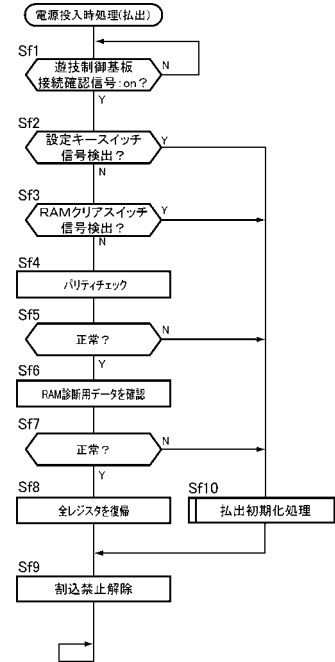 電源投入時処理(払出)
Sf1
遊技制御基板
接続確認信号:on?
N
Y
Sf2
設定キースイッチ
信号検出?
Y
N
Sf3
RAMクリアスイッチ
信号検出?
Y
N
Sf4
パリティチェック
Sf5
正常?
N
Y
Sf6
RAM診断用データを確認
Sf7
正常?
N
Y
Sf8
全レジスタを復帰
Sf10
払出初期化処理
Sf9
割込禁止解除